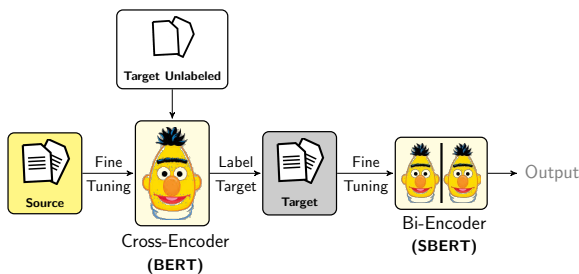 Target Unlabeled
Source
Fine
Tuning
Cross-Encoder
(BERT)
Label
Target
Target
Fine
Tuning
Bi-Encoder
(SBERT)
Output